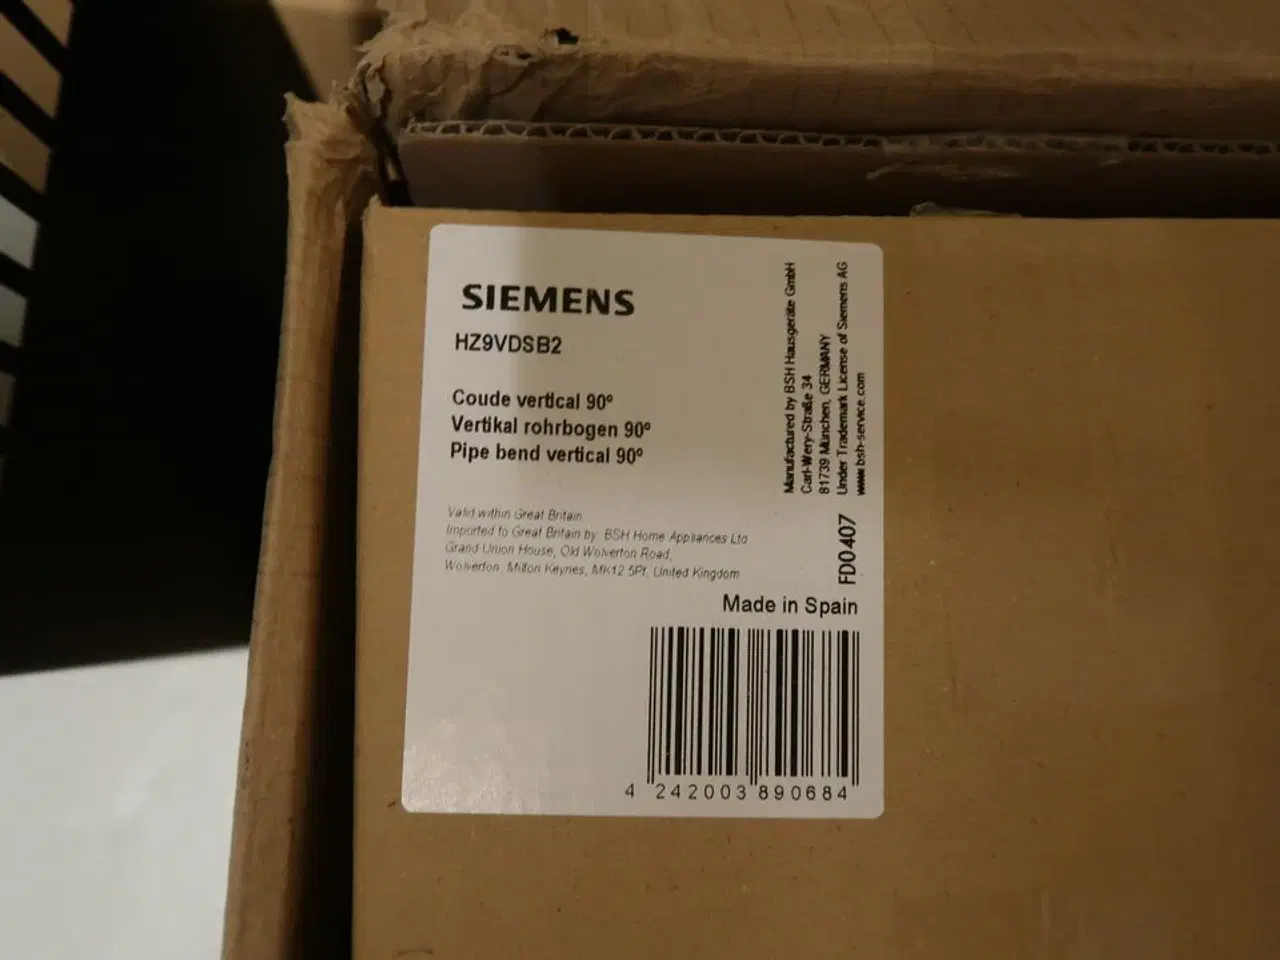 SIEMENS
HZ9VDSB2
Coude vertical 90º
Vertikal rohrbogen 90º
Pipe bend vertical 90º
Valid within Great Britain
Imported to Great Britain by: BSH Home Appliances Ltd
Grand Union House, Old Wolverton Road,
Wolverton Milton Keynes, MK12 5PT, United Kingdom
Manufactured by BSH Hausgeräte GmbH
Carl-Wery-Straße 34
81739 München, GERMANY
Under Trademark License of Siemens AG
www.bsh-service.com
FD0407
Made in Spain
4 242003 890684